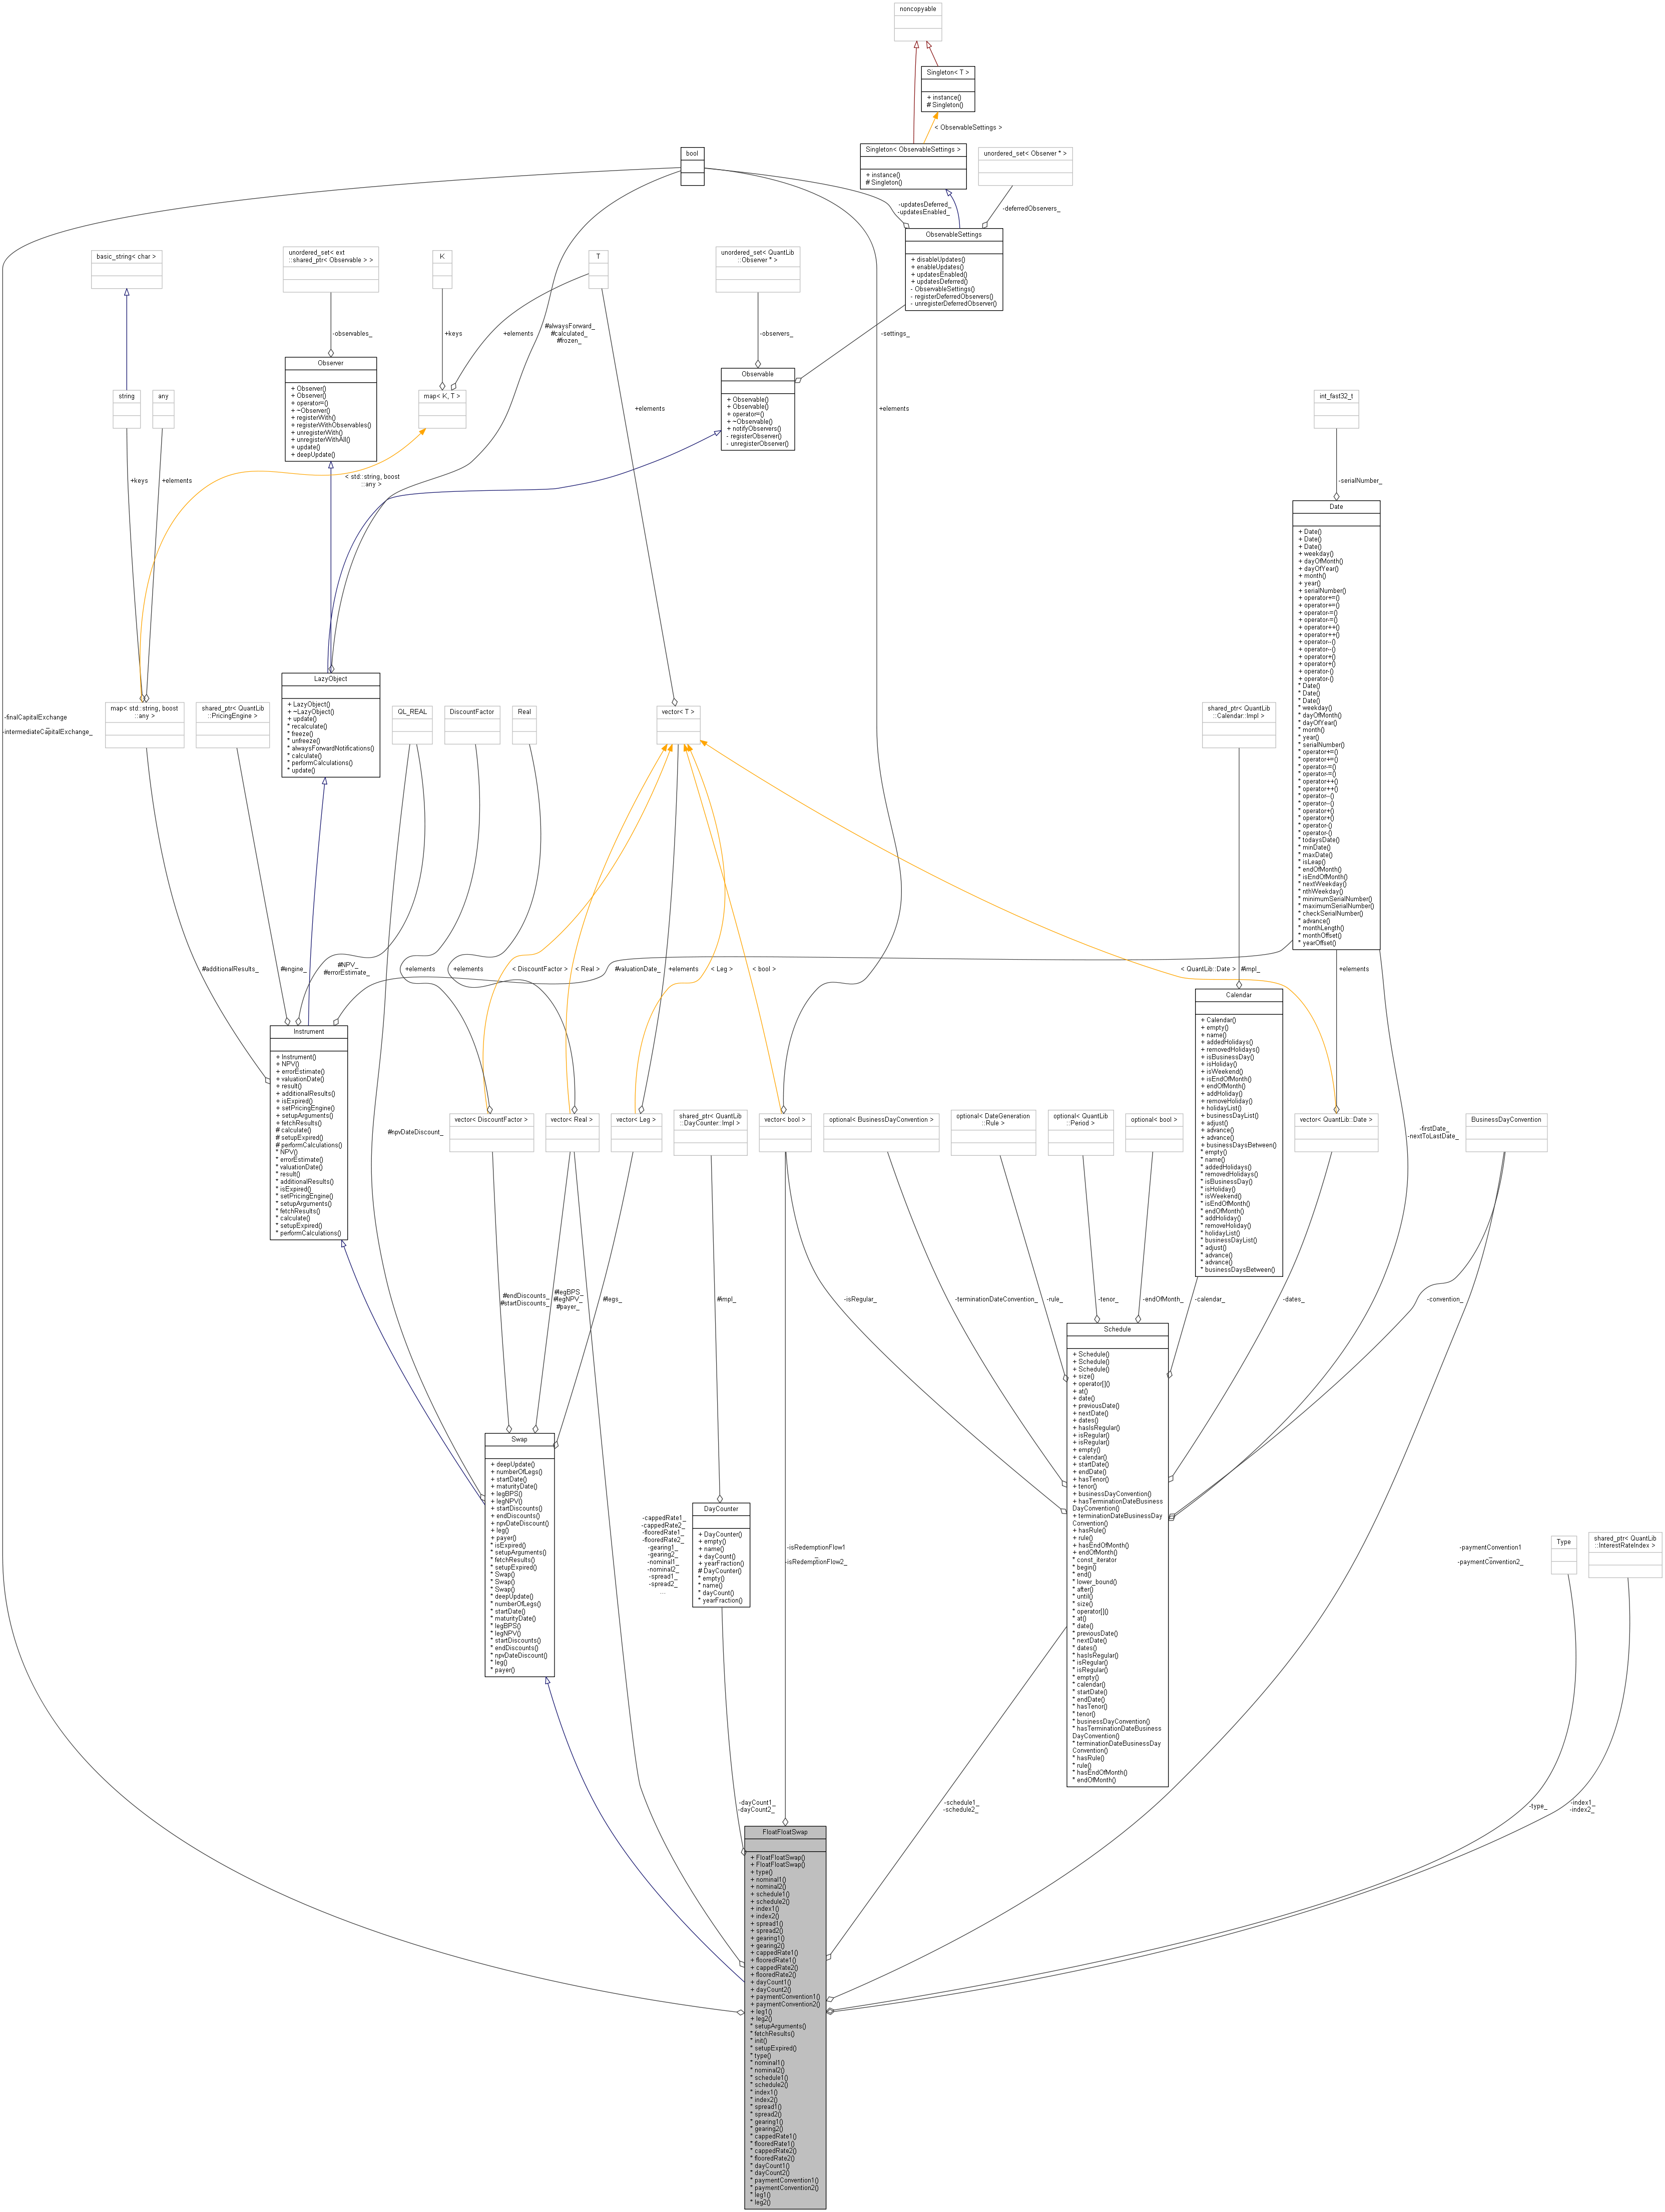 noncopyable
Singleton< T >
+ instance()
# Singleton()
< ObservableSettings >
bool
Singleton< ObservableSettings >
+ instance()
# Singleton()
unordered_set< Observer * >
-updatesDeferred_
-updatesEnabled_
-deferredObservers_
ObservableSettings
+ disableUpdates()
+ enableUpdates()
+ updatesEnabled()
+ updatesDeferred()
- ObservableSettings()
- registerDeferredObservers()
- unregisterDeferredObserver()
basic_string< char >
unordered_set< ext
::shared_ptr< Observable > >
K
T
unordered_set< QuantLib
::Observer * >
-observables_
+keys
+elements
#alwaysForward_
#calculated_
#frozen_
-observers_
-settings_
+elements
Observer
+ Observer()
+ Observer()
+ operator=()
+ ~Observer()
+ registerWith()
+ registerWithObservables()
+ unregisterWith()
+ unregisterWithAll()
+ update()
+ deepUpdate()
Observable
+ Observable()
+ Observable()
+ operator=()
+ ~Observable()
+ notifyObservers()
- registerObserver()
- unregisterObserver()
string
any
map< K, T >
+elements
int_fast32_t
+keys
+elements
< std::string, boost
::any >
-serialNumber_
Date
+ Date()
+ Date()
+ Date()
+ weekday()
+ dayOfMonth()
+ dayOfYear()
+ month()
+ year()
+ serialNumber()
+ operator+=()
+ operator+=()
+ operator-=()
+ operator-=()
+ operator++()
+ operator++()
+ operator--()
+ operator--()
+ operator+()
+ operator+()
+ operator-()
+ operator-()
* Date()
* Date()
* Date()
* weekday()
* dayOfMonth()
* dayOfYear()
* month()
* year()
* serialNumber()
* operator+=()
* operator+=()
* operator-=()
* operator-=()
* operator++()
* operator++()
* operator--()
* operator--()
* operator+()
* operator+()
* operator-()
* operator-()
* todaysDate()
* minDate()
* maxDate()
* isLeap()
* endOfMonth()
* isEndOfMonth()
* nextWeekday()
* nthWeekday()
* minimumSerialNumber()
* maximumSerialNumber()
* checkSerialNumber()
* advance()
* monthLength()
* monthOffset()
* yearOffset()
LazyObject
+ LazyObject()
+ ~LazyObject()
+ update()
* recalculate()
* freeze()
* unfreeze()
* alwaysForwardNotifications()
* calculate()
* performCalculations()
* update()
-finalCapitalExchange
_
-intermediateCapitalExchange_
map< std::string, boost
::any >
shared_ptr< QuantLib
::PricingEngine >
QL_REAL
DiscountFactor
Real
vector< T >
shared_ptr< QuantLib
::Calendar::Impl >
#additionalResults_
#engine_
#NPV_
#errorEstimate_
+elements
+elements
< DiscountFactor >
< Real >
#valuationDate_
+elements
< Leg >
< bool >
< QuantLib::Date >
#impl_
+elements
Instrument
+ Instrument()
+ NPV()
+ errorEstimate()
+ valuationDate()
+ result()
+ additionalResults()
+ isExpired()
+ setPricingEngine()
+ setupArguments()
+ fetchResults()
# calculate()
# setupExpired()
# performCalculations()
* NPV()
* errorEstimate()
* valuationDate()
* result()
* additionalResults()
* isExpired()
* setPricingEngine()
* setupArguments()
* fetchResults()
* calculate()
* setupExpired()
* performCalculations()
Calendar
+ Calendar()
+ empty()
+ name()
+ addedHolidays()
+ removedHolidays()
+ isBusinessDay()
+ isHoliday()
+ isWeekend()
+ isEndOfMonth()
+ endOfMonth()
+ addHoliday()
+ removeHoliday()
+ holidayList()
+ businessDayList()
+ adjust()
+ advance()
+ advance()
+ businessDaysBetween()
* empty()
* name()
* addedHolidays()
* removedHolidays()
* isBusinessDay()
* isHoliday()
* isWeekend()
* isEndOfMonth()
* endOfMonth()
* addHoliday()
* removeHoliday()
* holidayList()
* businessDayList()
* adjust()
* advance()
* advance()
* businessDaysBetween()
#npvDateDiscount_
vector< DiscountFactor >
vector< Real >
vector< Leg >
shared_ptr< QuantLib
::DayCounter::Impl >
vector< bool >
optional< BusinessDayConvention >
optional< DateGeneration
::Rule >
optional< QuantLib
::Period >
optional< bool >
vector< QuantLib::Date >
-firstDate_
-nextToLastDate_
BusinessDayConvention
#endDiscounts_
#startDiscounts_
#legBPS_
#legNPV_
#payer_
#legs_
#impl_
-isRegular_
-terminationDateConvention_
-rule_
-tenor_
-endOfMonth_
-calendar_
-dates_
-convention_
Schedule
+ Schedule()
+ Schedule()
+ Schedule()
+ size()
+ operator[]()
+ at()
+ date()
+ previousDate()
+ nextDate()
+ dates()
+ hasIsRegular()
+ isRegular()
+ isRegular()
+ empty()
+ calendar()
+ startDate()
+ endDate()
+ hasTenor()
+ tenor()
+ businessDayConvention()
+ hasTerminationDateBusiness
DayConvention()
+ terminationDateBusinessDay
Convention()
+ hasRule()
+ rule()
+ hasEndOfMonth()
+ endOfMonth()
* const_iterator
* begin()
* end()
* lower_bound()
* after()
* until()
* size()
* operator[]()
* at()
* date()
* previousDate()
* nextDate()
* dates()
* hasIsRegular()
* isRegular()
* isRegular()
* empty()
* calendar()
* startDate()
* endDate()
* hasTenor()
* tenor()
* businessDayConvention()
* hasTerminationDateBusiness
DayConvention()
* terminationDateBusinessDay
Convention()
* hasRule()
* rule()
* hasEndOfMonth()
* endOfMonth()
Swap
+ deepUpdate()
+ numberOfLegs()
+ startDate()
+ maturityDate()
+ legBPS()
+ legNPV()
+ startDiscounts()
+ endDiscounts()
+ npvDateDiscount()
+ leg()
+ payer()
* isExpired()
* setupArguments()
* fetchResults()
* setupExpired()
* Swap()
* Swap()
* Swap()
* deepUpdate()
* numberOfLegs()
* startDate()
* maturityDate()
* legBPS()
* legNPV()
* startDiscounts()
* endDiscounts()
* npvDateDiscount()
* leg()
* payer()
-cappedRate1_
-cappedRate2_
-flooredRate1_
-flooredRate2_
-gearing1_
-gearing2_
-nominal1_
-nominal2_
-spread1_
-spread2_
...
DayCounter
+ DayCounter()
+ empty()
+ name()
+ dayCount()
+ yearFraction()
# DayCounter()
* empty()
* name()
* dayCount()
* yearFraction()
-isRedemptionFlow1
_
-isRedemptionFlow2_
-paymentConvention1
_
-paymentConvention2_
Type
shared_ptr< QuantLib
::InterestRateIndex >
-dayCount1_
-dayCount2_
-schedule1_
-schedule2_
-type_
-index1_
-index2_
FloatFloatSwap
+ FloatFloatSwap()
+ FloatFloatSwap()
+ type()
+ nominal1()
+ nominal2()
+ schedule1()
+ schedule2()
+ index1()
+ index2()
+ spread1()
+ spread2()
+ gearing1()
+ gearing2()
+ cappedRate1()
+ flooredRate1()
+ cappedRate2()
+ flooredRate2()
+ dayCount1()
+ dayCount2()
+ paymentConvention1()
+ paymentConvention2()
+ leg1()
+ leg2()
* setupArguments()
* fetchResults()
* init()
* setupExpired()
* type()
* nominal1()
* nominal2()
* schedule1()
* schedule2()
* index1()
* index2()
* spread1()
* spread2()
* gearing1()
* gearing2()
* cappedRate1()
* flooredRate1()
* cappedRate2()
* flooredRate2()
* dayCount1()
* dayCount2()
* paymentConvention1()
* paymentConvention2()
* leg1()
* leg2()